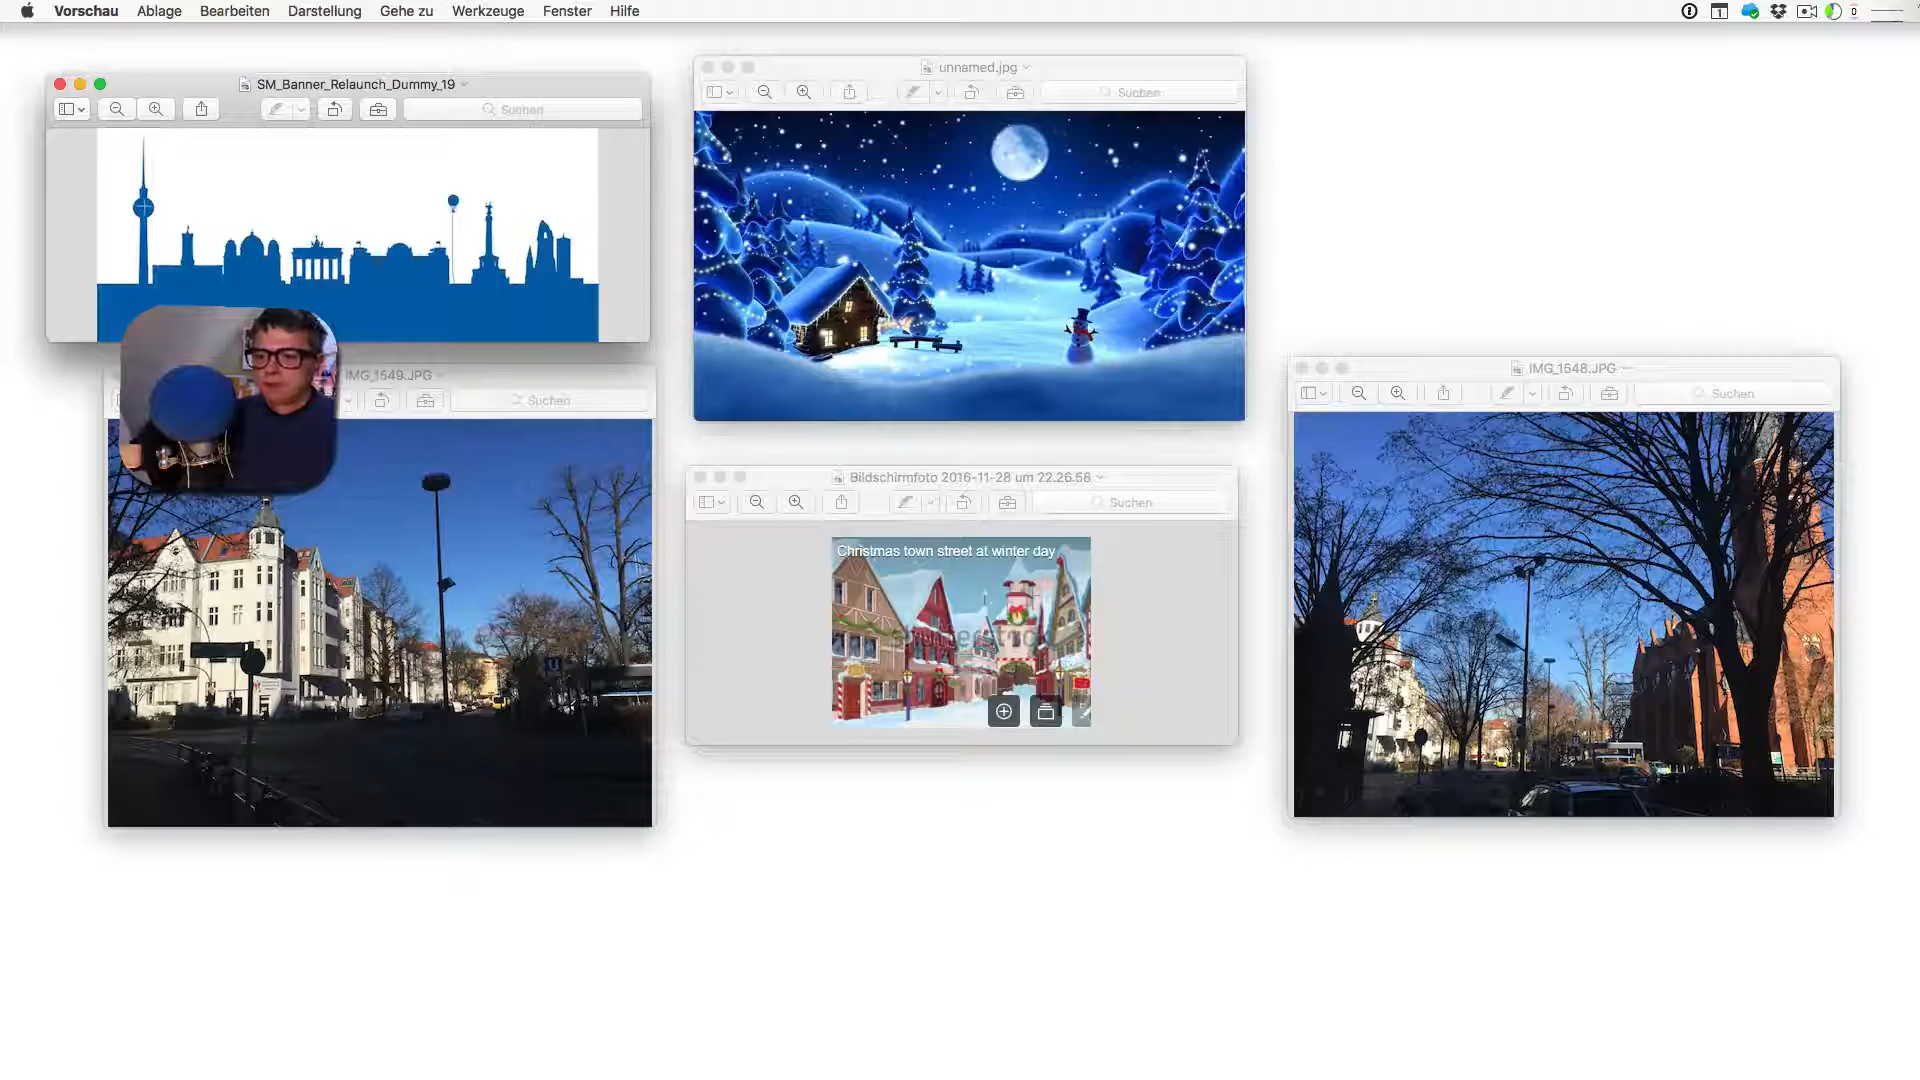 Vorschau Ablage Bearbeiten Darstellung Gehe zu Werkzeuge Fenster Hilfe
SM_Banner_Relaunch_Dummy_19
Suchen
unnamed.jpg
Suchen
IMG_1549.JPG
Suchen
Bildschirmfoto 2016-11-28 um 22.26.58
Suchen
Christmas town street at winter day
IMG_1548.JPG
Suchen